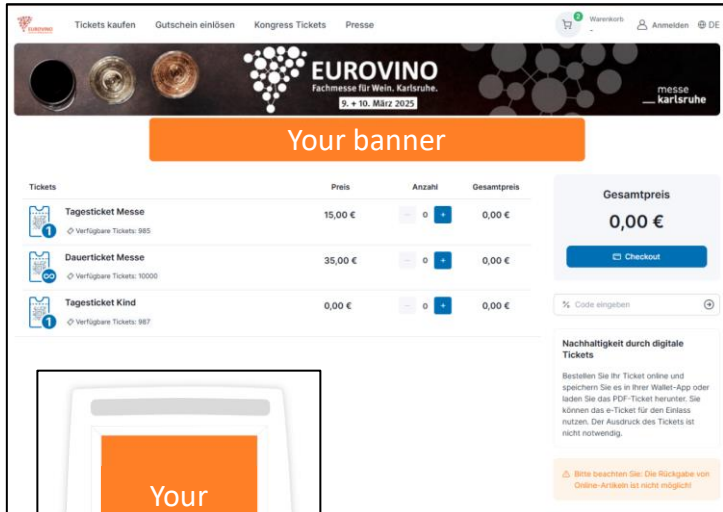 EUROVINO
Tickets kaufen Gutschein einlösen Kongress Tickets Presse
2 Warenkorb
-
Anmelden DE
EUROVINO
Fachmesse für Wein. Karlsruhe.
9. + 10. März 2025
messe
karlsruhe
Your banner
Tickets Preis Anzahl Gesamtpreis
Tagesticket Messe 15,00 € – 0 + 0,00 €
1 Verfügbare Tickets: 985
Dauerticket Messe 35,00 € – 0 + 0,00 €
∞ Verfügbare Tickets: 10000
Tagesticket Kind 0,00 € – 0 + 0,00 €
1 Verfügbare Tickets: 987
Gesamtpreis
0,00 €
Checkout
% Code eingeben
Nachhaltigkeit durch digitale
Tickets
Bestellen Sie Ihr Ticket online und
speichern Sie es in Ihrer Wallet-App oder
laden Sie das PDF-Ticket herunter. Sie
können das e-Ticket für den Einlass
nutzen. Der Ausdruck des Tickets ist
nicht notwendig.
Bitte beachten Sie: Die Rückgabe von
Online-Artikeln ist nicht möglich!
Your